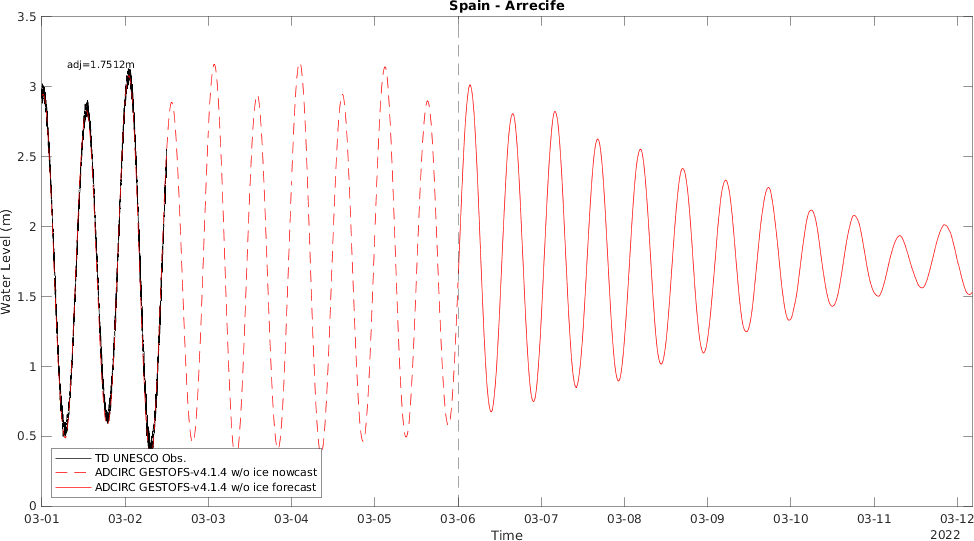 Spain - Arrecife
adj=1.7512m
3.5
3
2.5
2
1.5
1
0.5
0
Water Level (m)
TD UNESCO Obs.
ADCIRC GESTOFS-v4.1.4 w/o ice nowcast
ADCIRC GESTOFS-v4.1.4 w/o ice forecast
03-01 03-02 03-03 03-04 03-05 03-06 03-07 03-08 03-09 03-10 03-11 03-12
Time
2022